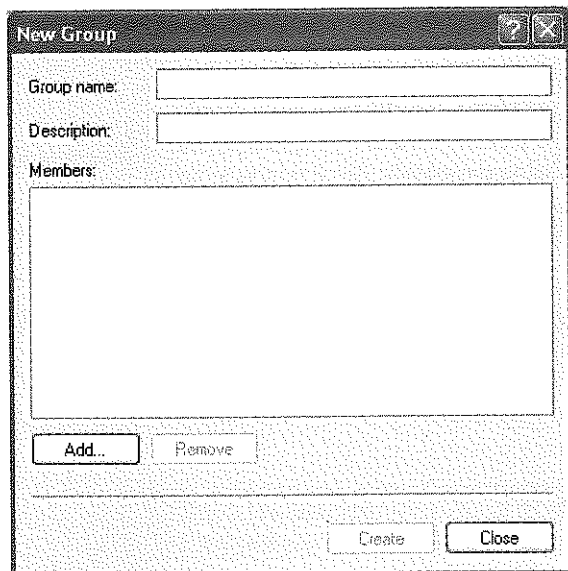 New Group
Group name:
Description:
Members:
Add... Remove
Create Close